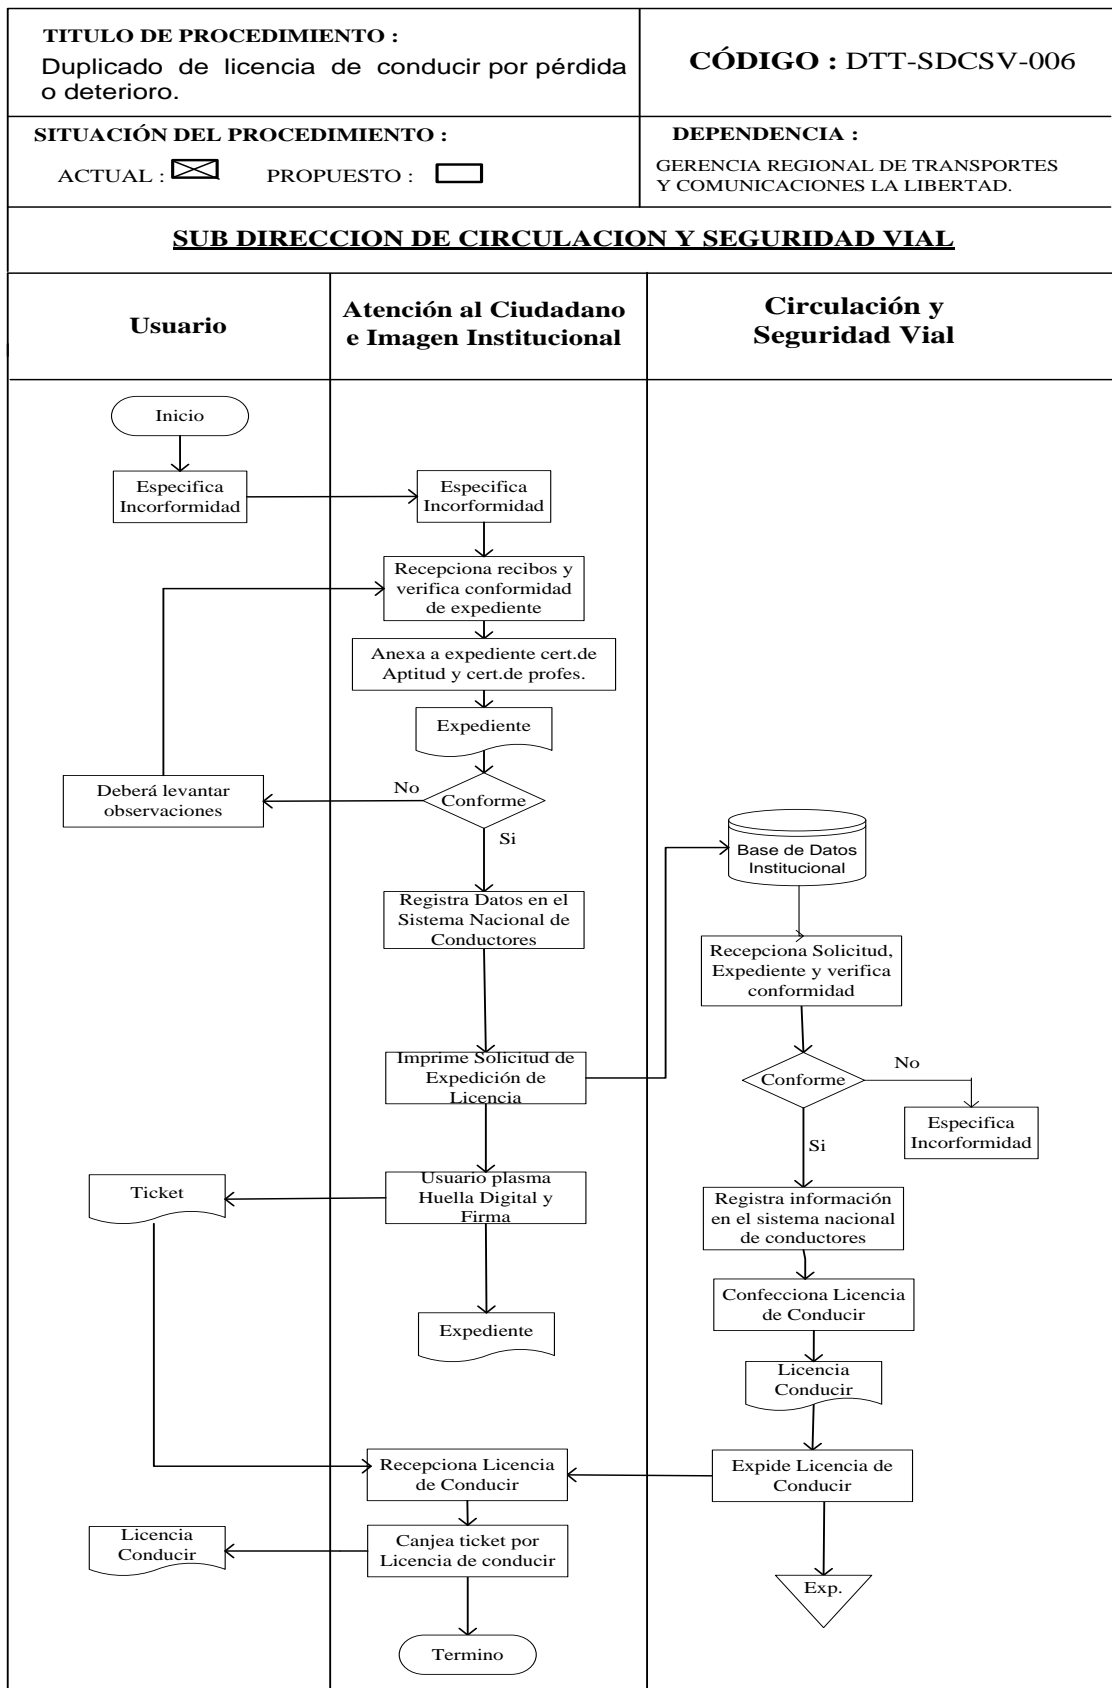 TITULO DE PROCEDIMIENTO :
Duplicado de licencia de conducir por pérdida
o deterioro.
CÓDIGO : DTT-SDCSV-006
SITUACIÓN DEL PROCEDIMIENTO :
ACTUAL :
PROPUESTO :
DEPENDENCIA :
GERENCIA REGIONAL DE TRANSPORTES
Y COMUNICACIONES LA LIBERTAD.
SUB DIRECCION DE CIRCULACION Y SEGURIDAD VIAL
Usuario
Atención al Ciudadano
e Imagen Institucional
Circulación y
Seguridad Vial
Inicio
Especifica
Incorformidad
Especifica
Incorformidad
Recepciona recibos y
verifica conformidad
de expediente
Anexa a expediente cert.de
Aptitud y cert.de profes.
Expediente
Conforme
No
Si
Deberá levantar
observaciones
Registra Datos en el
Sistema Nacional de
Conductores
Base de Datos
Institucional
Recepciona Solicitud,
Expediente y verifica
conformidad
Imprime Solicitud de
Expedición de
Licencia
Conforme
No
Si
Especifica
Incorformidad
Usuario plasma
Huella Digital y
Firma
Ticket
Registra información
en el sistema nacional
de conductores
Confecciona Licencia
de Conducir
Expediente
Licencia
Conducir
Recepciona Licencia
de Conducir
Expide Licencia de
Conducir
Canjea ticket por
Licencia de conducir
Licencia
Conducir
Exp.
Termino